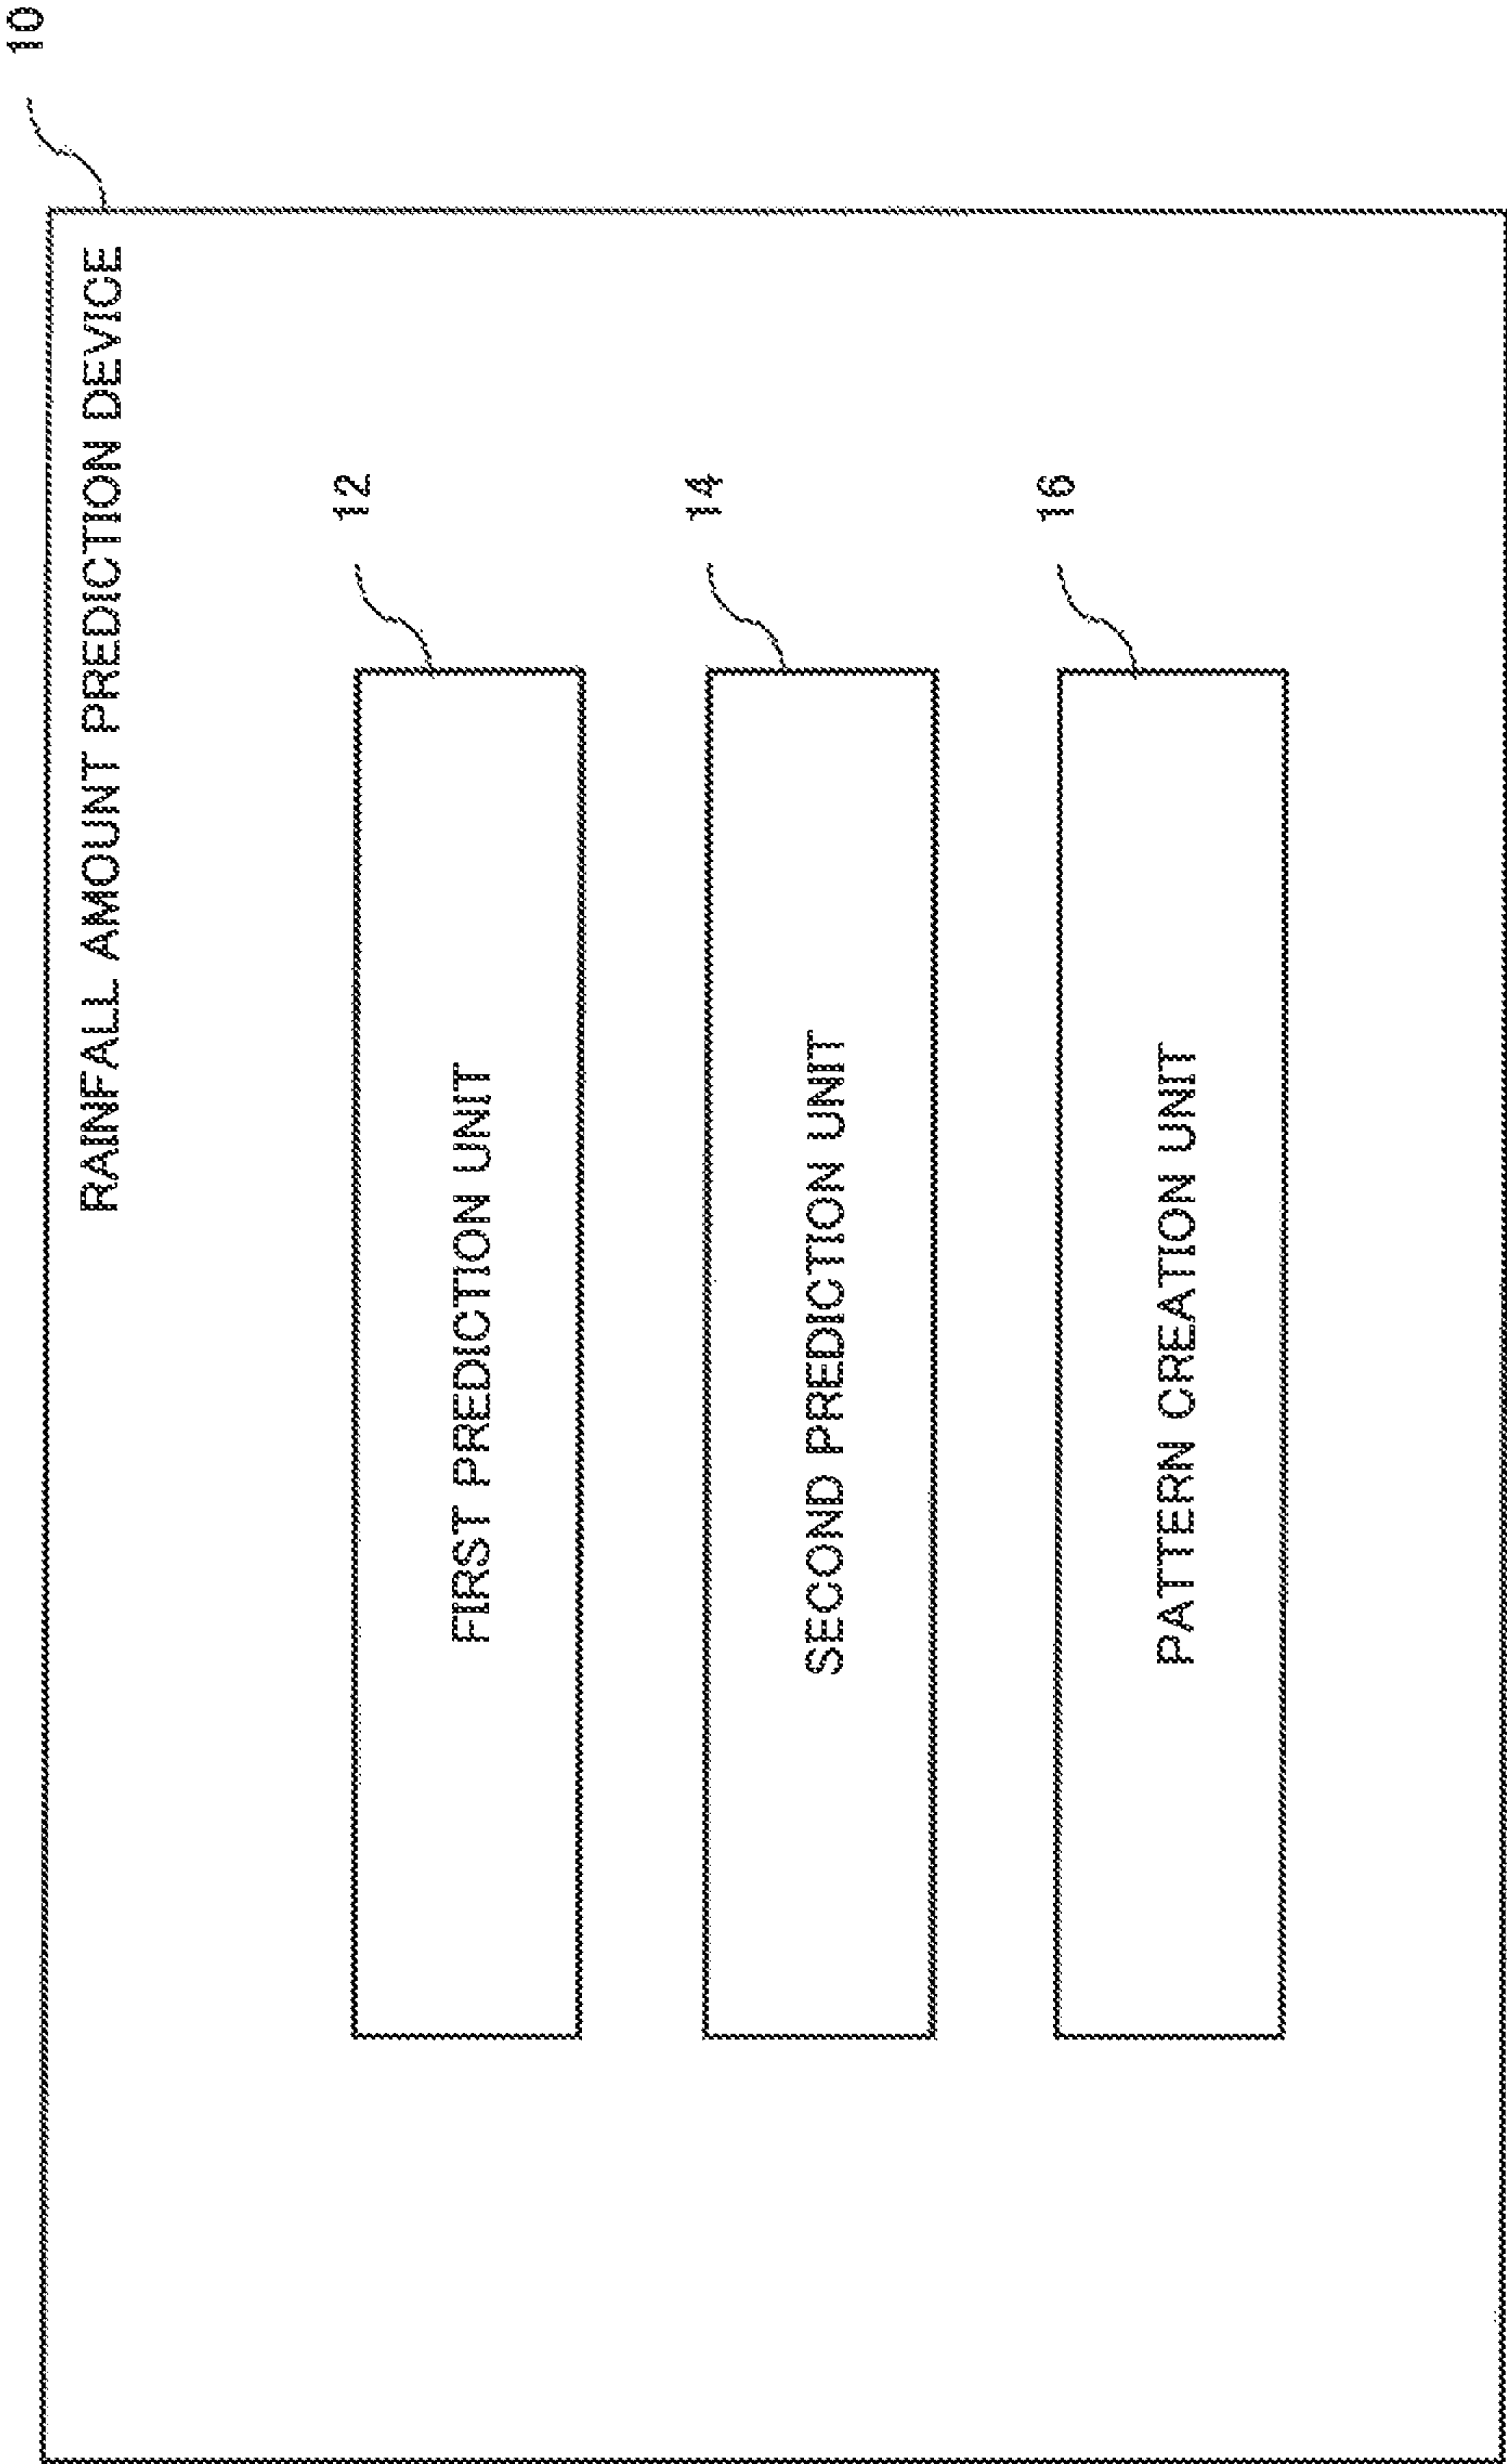 10
RAINFALL AMOUNT PREDICTION DEVICE
12
FIRST PREDICTION UNIT
14
SECOND PREDICTION UNIT
16
PATTERN CREATION UNIT